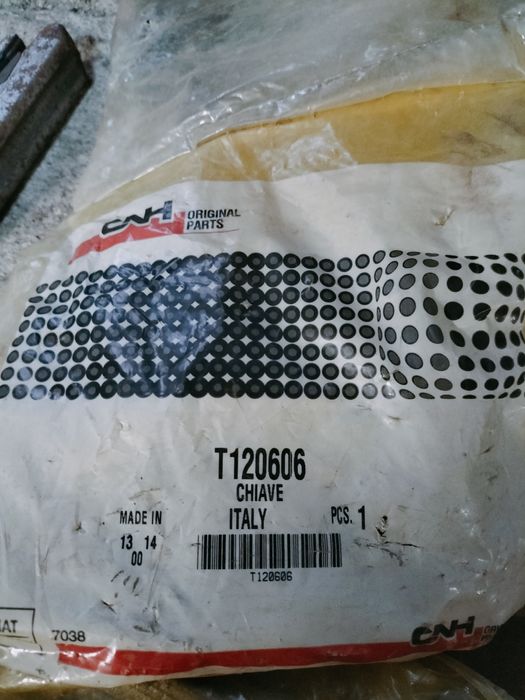 CNH ORIGINAL
PARTS
T120606
CHIAVE
MADE IN ITALY PCS. 1
13 14
00
T120606
7038
CNH